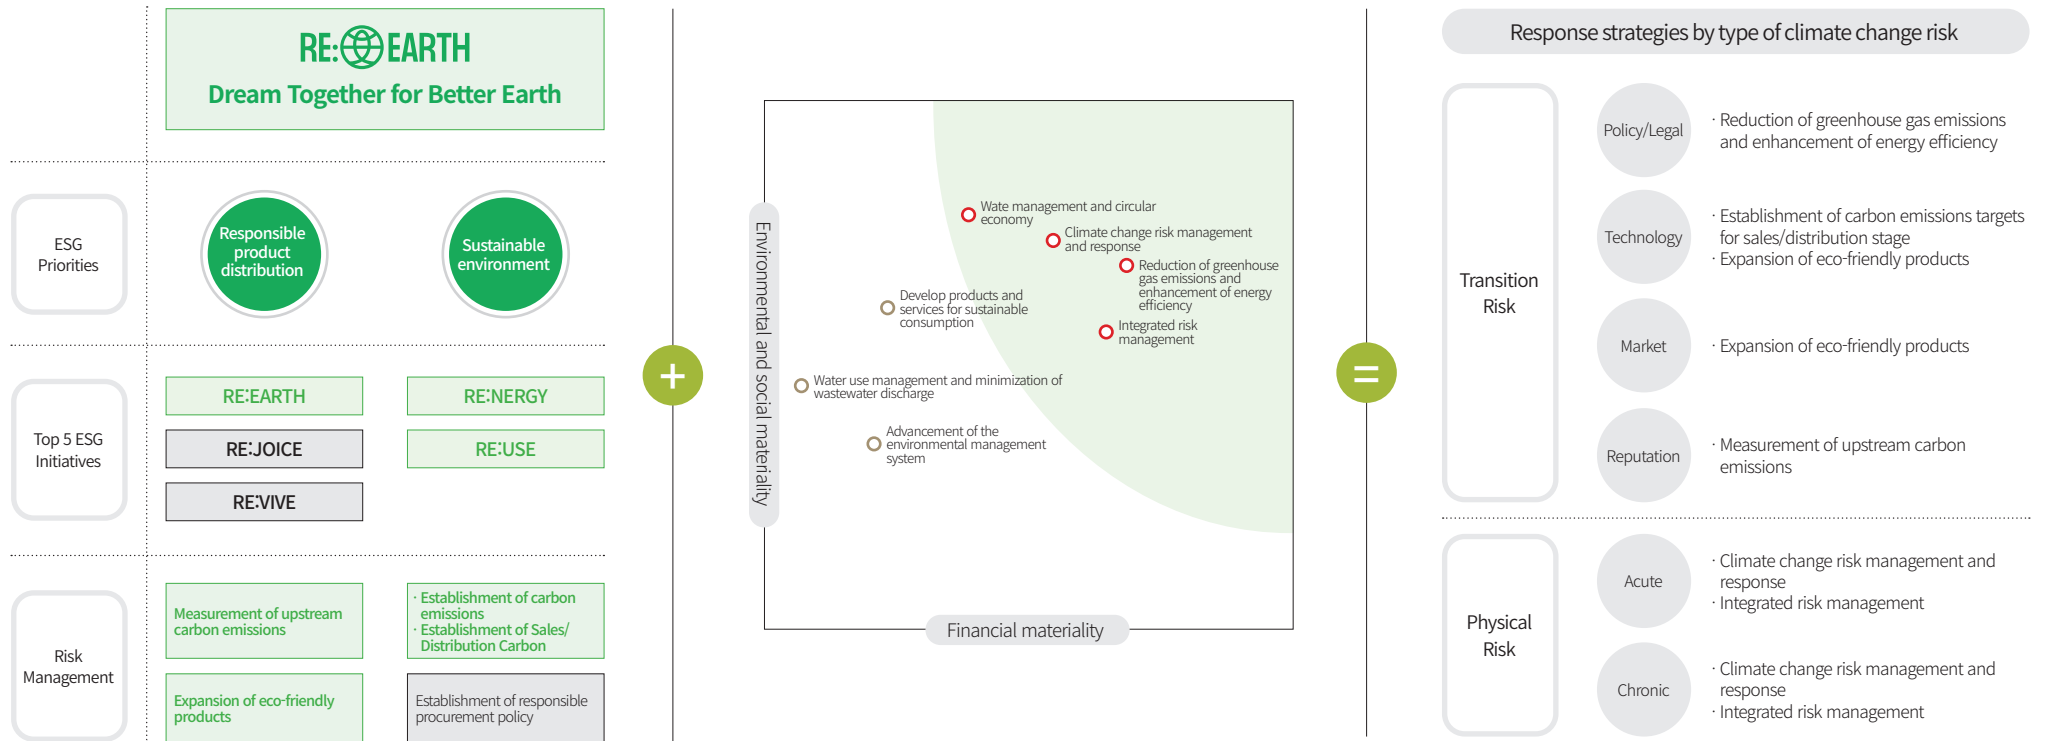 RE: EARTH
Dream Together for Better Earth
ESG
Priorities
Responsible
product
distribution
Sustainable
environment
Top 5 ESG
Initiatives
RE:EARTH
RE:NERGY
RE:JOICE
RE:USE
RE:VIVE
Risk
Management
Measurement of upstream
carbon emissions
· Establishment of carbon
emissions
· Establishment of Sales/
Distribution Carbon
Expansion of eco-friendly
products
Establishment of responsible
procurement policy
+
Environmental and social materiality
Wate management and circular
economy
Climate change risk management
and response
Reduction of greenhouse
gas emissions and
enhancement of energy
efficiency
Develop products and
services for sustainable
consumption
Integrated risk
management
Water use management and minimization of
wastewater discharge
Advancement of the
environmental management
system
Financial materiality
=
Response strategies by type of climate change risk
Transition
Risk
Policy/Legal
· Reduction of greenhouse gas emissions
and enhancement of energy efficiency
Technology
· Establishment of carbon emissions targets
for sales/distribution stage
· Expansion of eco-friendly products
Market
· Expansion of eco-friendly products
Reputation
· Measurement of upstream carbon
emissions
Physical
Risk
Acute
· Climate change risk management and
response
· Integrated risk management
Chronic
· Climate change risk management and
response
· Integrated risk management